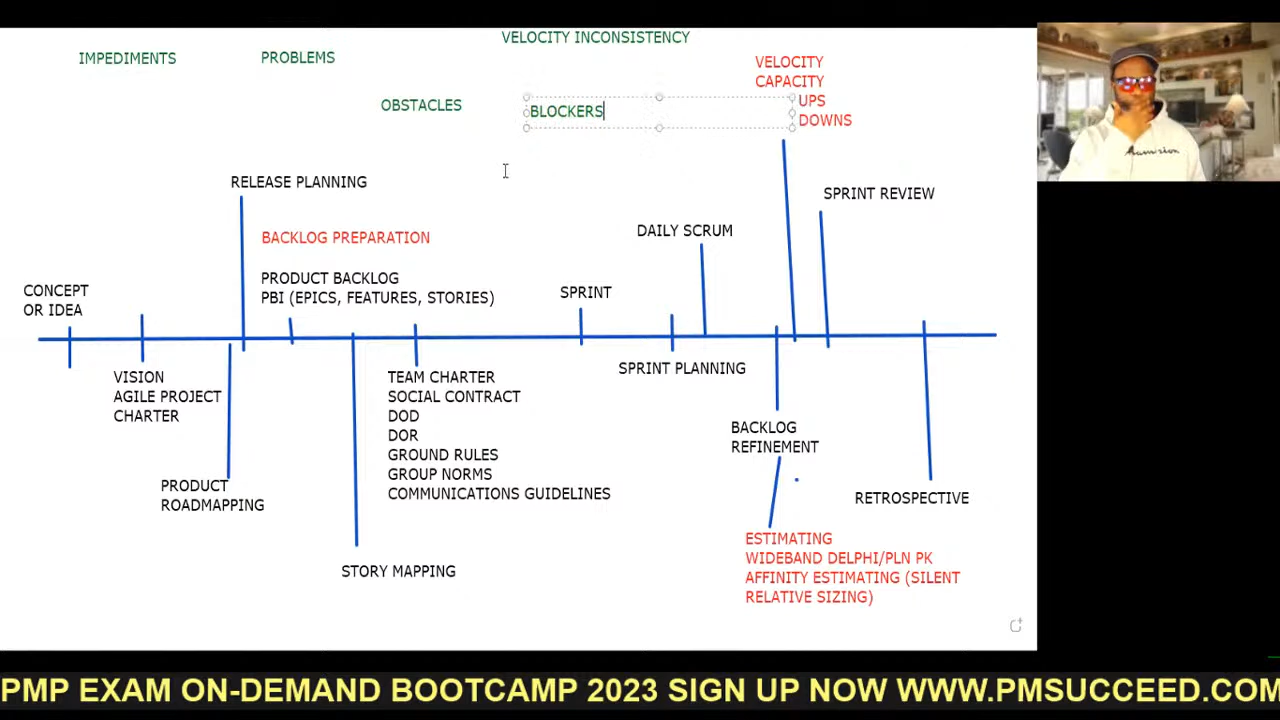 VELOCITY INCONSISTENCY
IMPEDIMENTS
PROBLEMS
VELOCITY
CAPACITY
UPS
DOWNS
OBSTACLES
BLOCKERS
RELEASE PLANNING
SPRINT REVIEW
BACKLOG PREPARATION
DAILY SCRUM
PRODUCT BACKLOG
PBI (EPICS, FEATURES, STORIES)
CONCEPT
OR IDEA
SPRINT
VISION
AGILE PROJECT
CHARTER
TEAM CHARTER
SOCIAL CONTRACT
DOD
DOR
GROUND RULES
GROUP NORMS
COMMUNICATIONS GUIDELINES
SPRINT PLANNING
BACKLOG
REFINEMENT
PRODUCT
ROADMAPPING
RETROSPECTIVE
STORY MAPPING
ESTIMATING
WIDEBAND DELPHI/PLN PK
AFFINITY ESTIMATING (SILENT
RELATIVE SIZING)
PMP EXAM ON-DEMAND BOOTCAMP 2023 SIGN UP NOW WWW.PMSUCCEED.COM